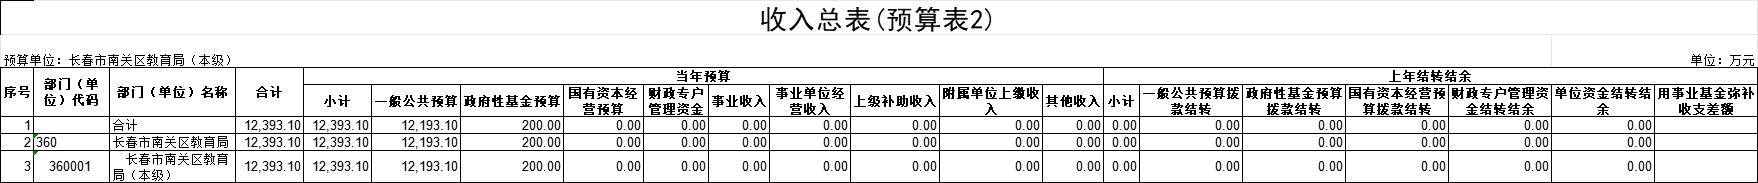 收入总表(预算表2)
预算单位：长春市南关区教育局（本级） 单位：万元
序号 部门（单位）代码 部门（单位）名称 合计 当年预算 上年结转结余
小计 一般公共预算 政府性基金预算 国有资本经营预算 财政专户管理资金 事业收入 事业单位经营收入 上级补助收入 附属单位上缴收入 其他收入 小计 一般公共预算拨款结转 政府性基金预算拨款结转 国有资本经营预算拨款结转 财政专户管理资金结转结余 单位资金结转结余 用事业基金弥补收支差额
1 合计 12,393.10 12,393.10 12,193.10 200.00 0.00 0.00 0.00 0.00 0.00 0.00 0.00 0.00 0.00 0.00 0.00 0.00 0.00
2 360 长春市南关区教育局 12,393.10 12,393.10 12,193.10 200.00 0.00 0.00 0.00 0.00 0.00 0.00 0.00 0.00 0.00 0.00 0.00 0.00 0.00
3 360001 长春市南关区教育局（本级） 12,393.10 12,393.10 12,193.10 200.00 0.00 0.00 0.00 0.00 0.00 0.00 0.00 0.00 0.00 0.00 0.00 0.00 0.00